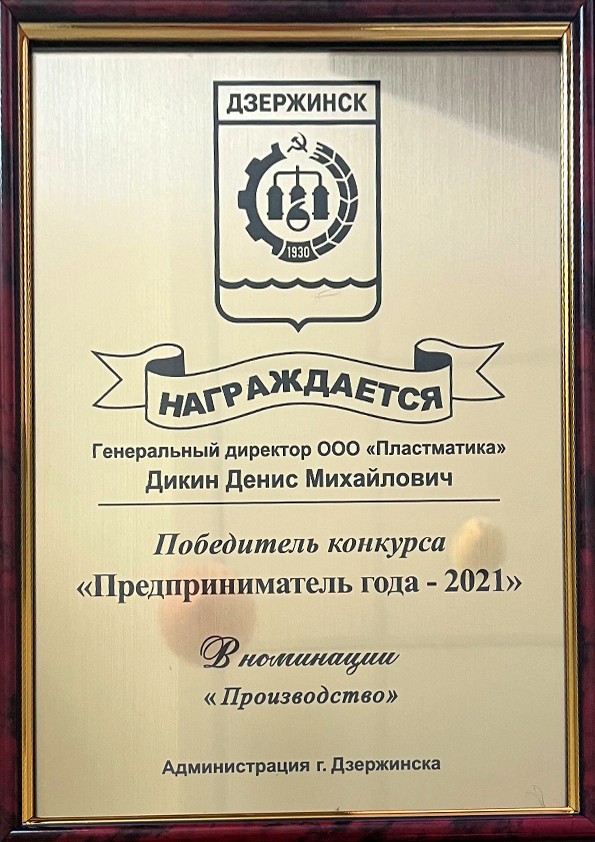 ДЗЕРЖИНСК
1930
НАГРАЖДАЕТСЯ
Генеральный директор ООО «Пластматика»
Дикин Денис Михайлович
Победитель конкурса
«Предприниматель года - 2021»
В номинации
«Производство»
Администрация г. Дзержинска